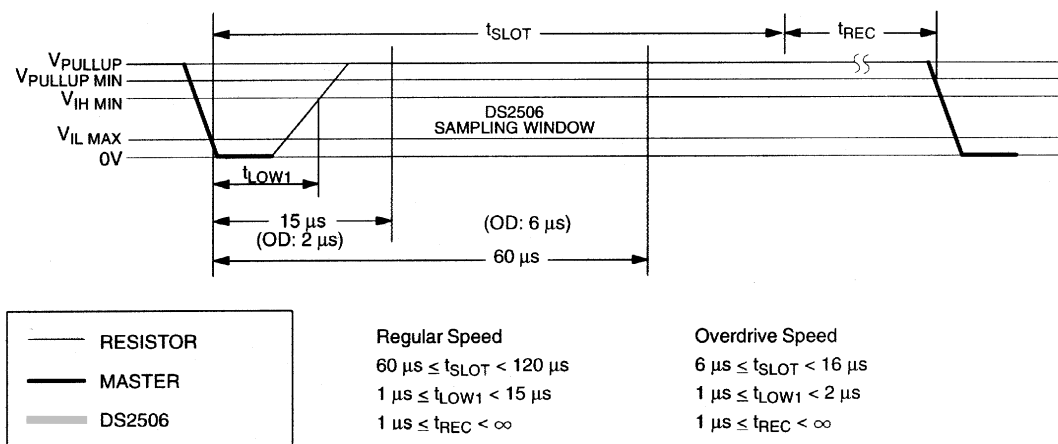 tSLOT
tREC
VPULLUP
VPULLUP MIN
VIH MIN
VIL MAX
0V
DS2506
SAMPLING WINDOW
tLOW1
15 µs
(OD: 2 µs)
(OD: 6 µs)
60 µs
RESISTOR
MASTER
DS2506
Regular Speed
60 µs ≤ tSLOT < 120 µs
1 µs ≤ tLOW1 < 15 µs
1 µs ≤ tREC < ∞
Overdrive Speed
6 µs ≤ tSLOT < 16 µs
1 µs ≤ tLOW1 < 2 µs
1 µs ≤ tREC < ∞